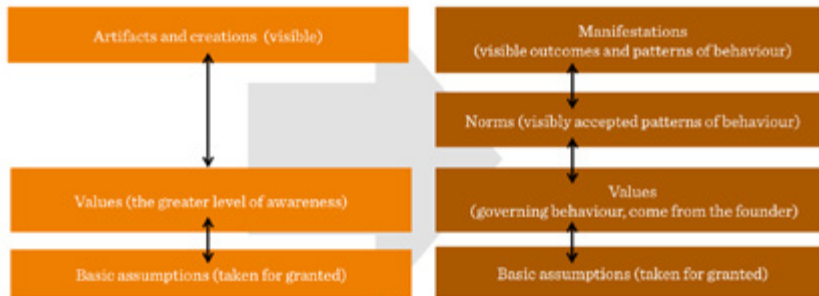 Artifacts and creations (visible)
Values (the greater level of awareness)
Basic assumptions (taken for granted)
Manifestations
(visible outcomes and patterns of behaviour)
Norms (visibly accepted patterns of behaviour)
Values
(governing behaviour, come from the founder)
Basic assumptions (taken for granted)